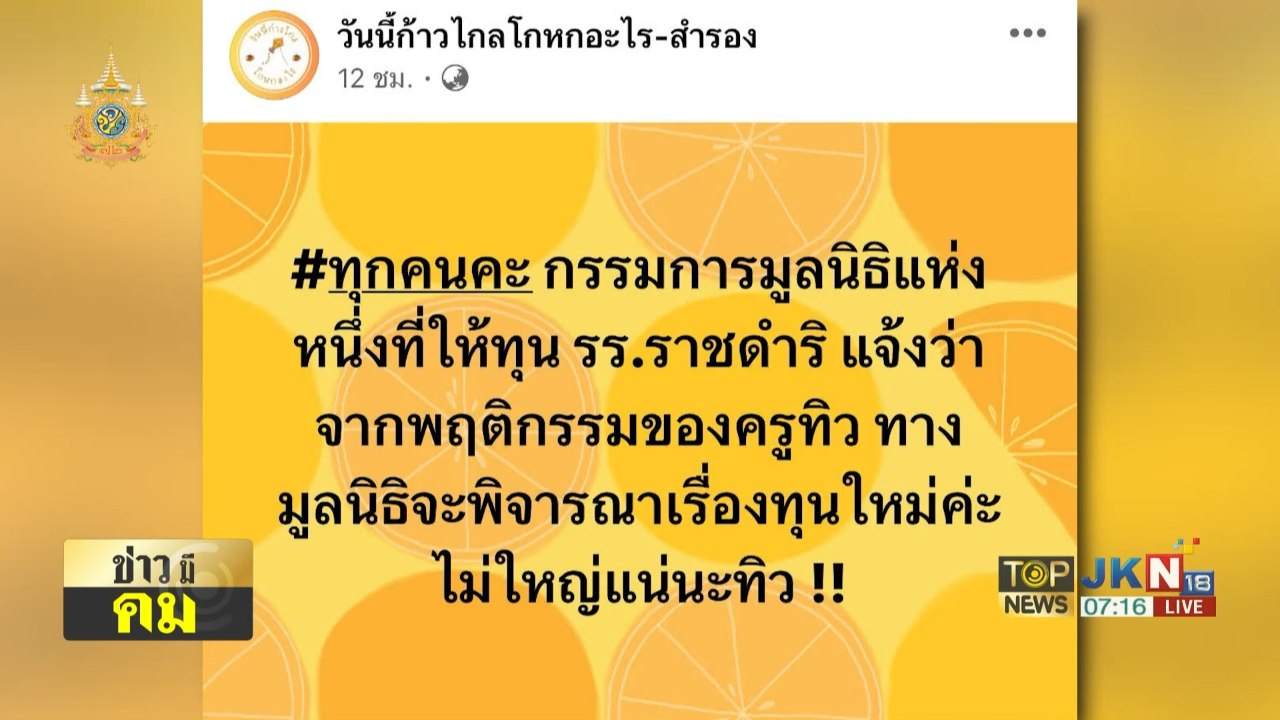 วันนี้ก้าวไกลโกหกอะไร-สำรอง
12 ชม.
#ทุกคนคะ กรรมการมูลนิธิแห่ง
หนึ่งที่ให้ทุน รร.ราชดำริ แจ้งว่า
จากพฤติกรรมของครูทิว ทาง
มูลนิธิจะพิจารณาเรื่องทุนใหม่ค่ะ
ไม่ใหญ่แน่นะทิว !!
ข่าวมี
คม
TOP
NEWS
JKN18
07:16 LIVE